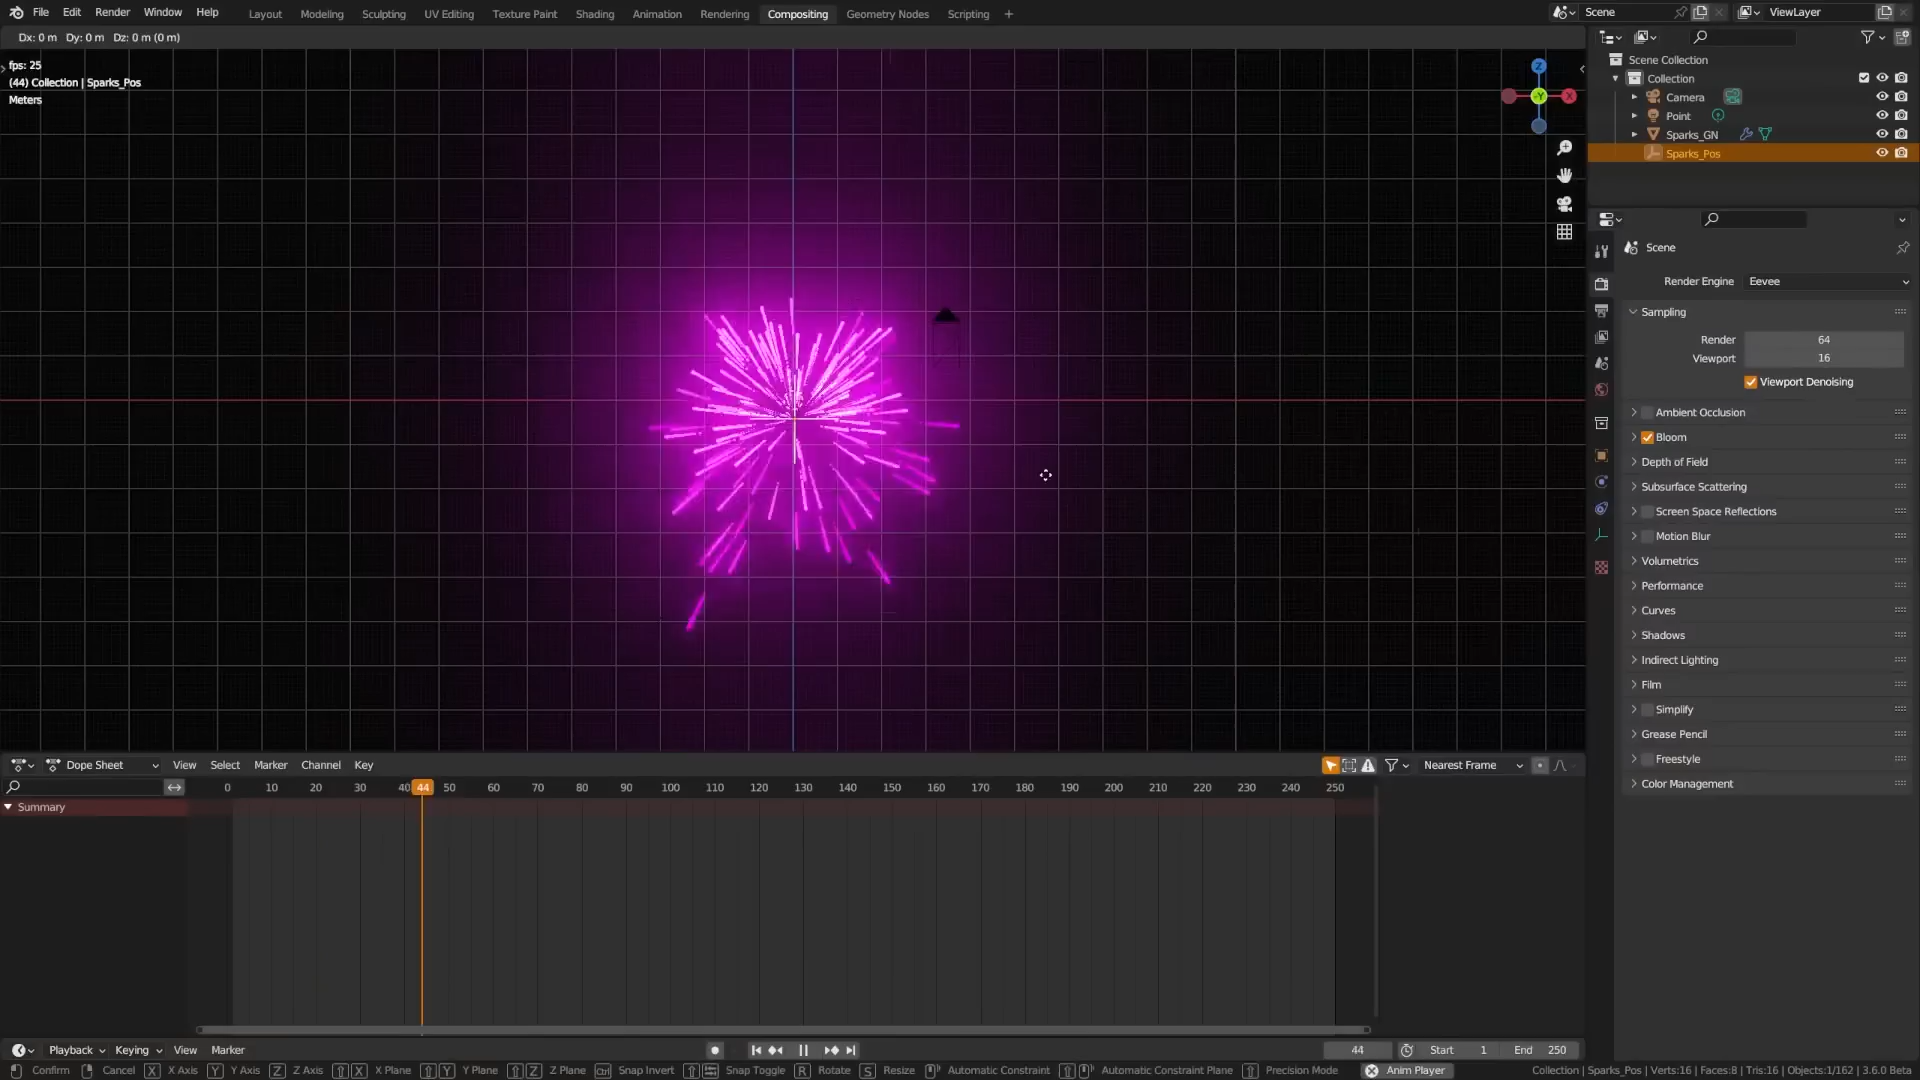 File Edit Render Window Help Layout Modeling Sculpting UV Editing Texture Paint Shading Animation Rendering Compositing Geometry Nodes Scripting + Scene ViewLayer
Dx: 0 m Dy: 0 m Dz: 0 m (0 m)
fps: 25
(44) Collection | Sparks_Pos
Meters
Z
-Y
X
Scene Collection
Collection
Camera
Point
Sparks_GN
Sparks_Pos
Scene
Render Engine Eevee
Sampling
Render 64
Viewport 16
Viewport Denoising
Ambient Occlusion
Bloom
Depth of Field
Subsurface Scattering
Screen Space Reflections
Motion Blur
Volumetrics
Performance
Curves
Shadows
Indirect Lighting
Film
Simplify
Grease Pencil
Freestyle
Color Management
Dope Sheet View Select Marker Channel Key Nearest Frame
0 10 20 30 40 44 50 60 70 80 90 100 110 120 130 140 150 160 170 180 190 200 210 220 230 240 250
Summary
Playback Keying View Marker 44 Start 1 End 250
Confirm Cancel X X Axis Y Y Axis Z Z Axis X X Plane Y Y Plane Z Z Plane Ctrl Snap Invert Snap Toggle R Rotate S Resize Automatic Constraint Automatic Constraint Plane Precision Mode Anim Player Collection | Sparks_Pos | Verts:16 | Faces:8 | Tris:16 | Objects:1/162 | 3.6.0 Beta